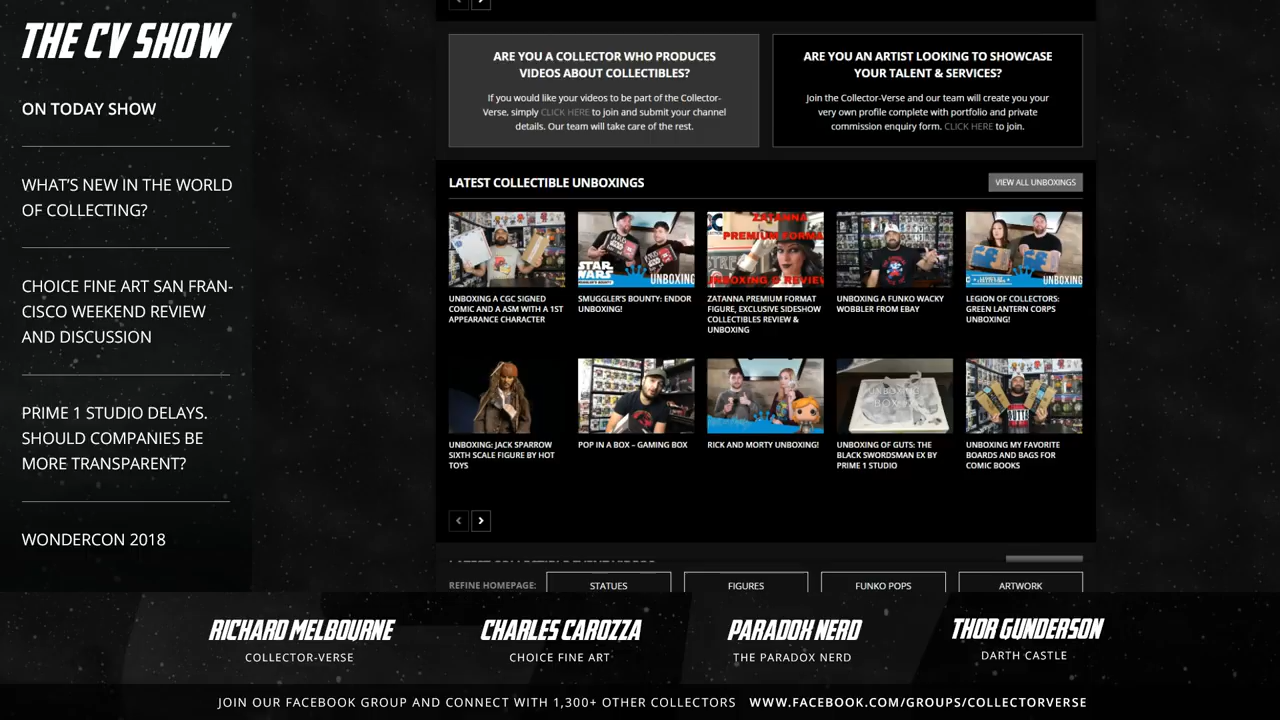 THE CV SHOW
ON TODAY SHOW
WHAT'S NEW IN THE WORLD
OF COLLECTING?
CHOICE FINE ART SAN FRAN-
CISCO WEEKEND REVIEW
AND DISCUSSION
PRIME 1 STUDIO DELAYS.
SHOULD COMPANIES BE
MORE TRANSPARENT?
WONDERCON 2018
ARE YOU A COLLECTOR WHO PRODUCES
VIDEOS ABOUT COLLECTIBLES?
If you would like your videos to be part of the Collector-
Verse, simply CLICK HERE to join and submit your channel
details. Our team will take care of the rest.
ARE YOU AN ARTIST LOOKING TO SHOWCASE
YOUR TALENT & SERVICES?
Join the Collector-Verse and our team will create you your
very own profile complete with portfolio and private
commission enquiry form. CLICK HERE to join.
LATEST COLLECTIBLE UNBOXINGS
VIEW ALL UNBOXINGS
STAR
WARS
UNBOXING
ZATANNA
PREMIUM FORMA
UNBOXING
UNBOXING A CGC SIGNED
COMIC AND A ASM WITH A 1ST
APPEARANCE CHARACTER
SMUGGLER'S BOUNTY: ENDOR
UNBOXING!
ZATANNA PREMIUM FORMAT
FIGURE, EXCLUSIVE SIDESHOW
COLLECTIBLES REVIEW &
UNBOXING
UNBOXING A FUNKO WACKY
WOBBLER FROM EBAY
LEGION OF COLLECTORS:
GREEN LANTERN CORPS
UNBOXING!
UNBOXING: JACK SPARROW
SIXTH SCALE FIGURE BY HOT
TOYS
POP IN A BOX – GAMING BOX
RICK AND MORTY UNBOXING!
UNBOXING OF GUTS: THE
BLACK SWORDSMAN EX BY
PRIME 1 STUDIO
UNBOXING MY FAVORITE
BOARDS AND BAGS FOR
COMIC BOOKS
REFINE HOMEPAGE:
STATUES
FIGURES
FUNKO POPS
ARTWORK
RICHARD MELBOURNE
COLLECTOR-VERSE
CHARLES CAROZZA
CHOICE FINE ART
PARADOX NERD
THE PARADOX NERD
THOR GUNDERSON
DARTH CASTLE
JOIN OUR FACEBOOK GROUP AND CONNECT WITH 1,300+ OTHER COLLECTORS WWW.FACEBOOK.COM/GROUPS/COLLECTORVERSE